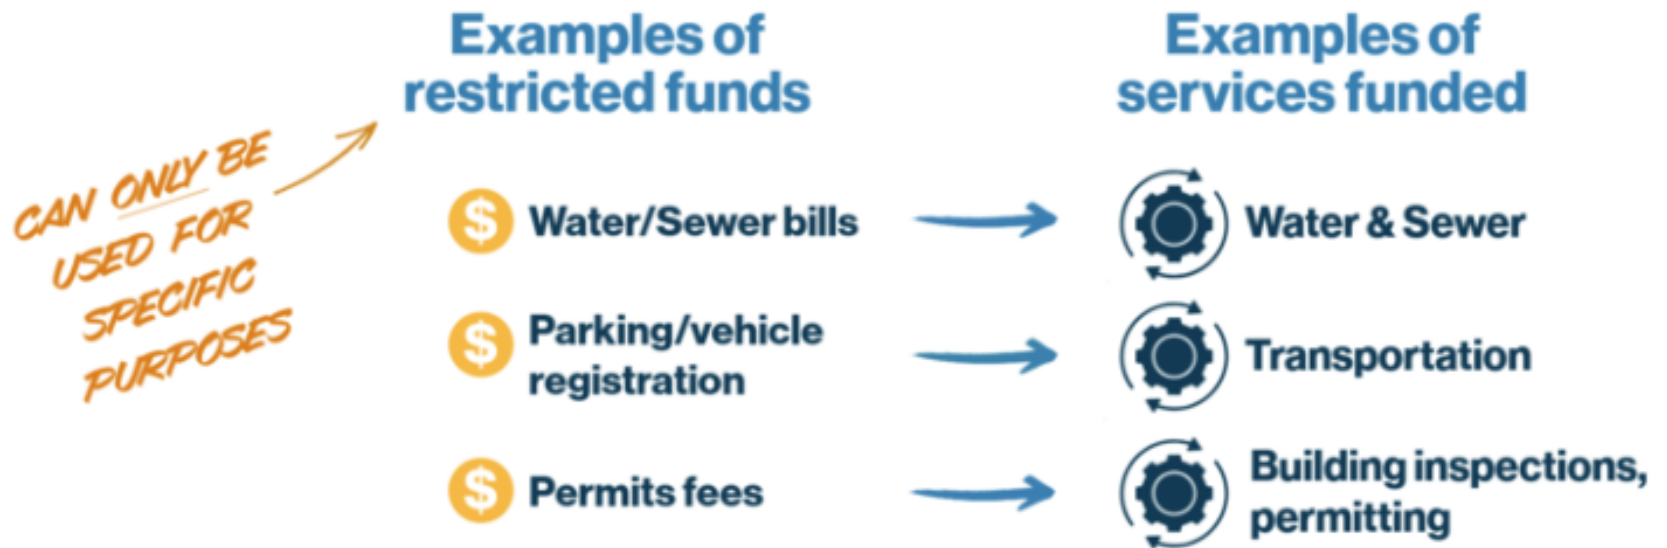 Examples of
restricted funds
Examples of
services funded
CAN ONLY BE
USED FOR
SPECIFIC
PURPOSES
$ Water/Sewer bills
Water & Sewer
$ Parking/vehicle
registration
Transportation
$ Permits fees
Building inspections,
permitting